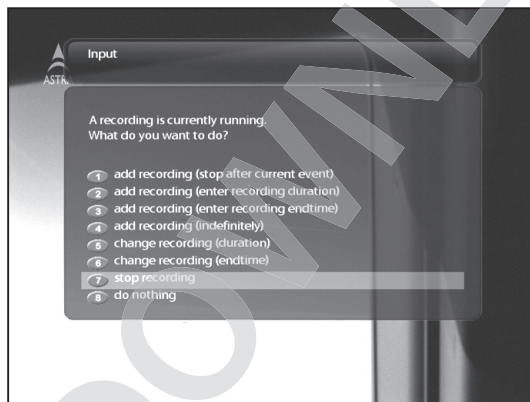 Input
ASTR
A recording is currently running.
What do you want to do?
1 add recording (stop after current event)
2 add recording (enter recording duration)
3 add recording (enter recording endtime)
4 add recording (indefinitely)
5 change recording (duration)
6 change recording (endtime)
7 stop recording
8 do nothing